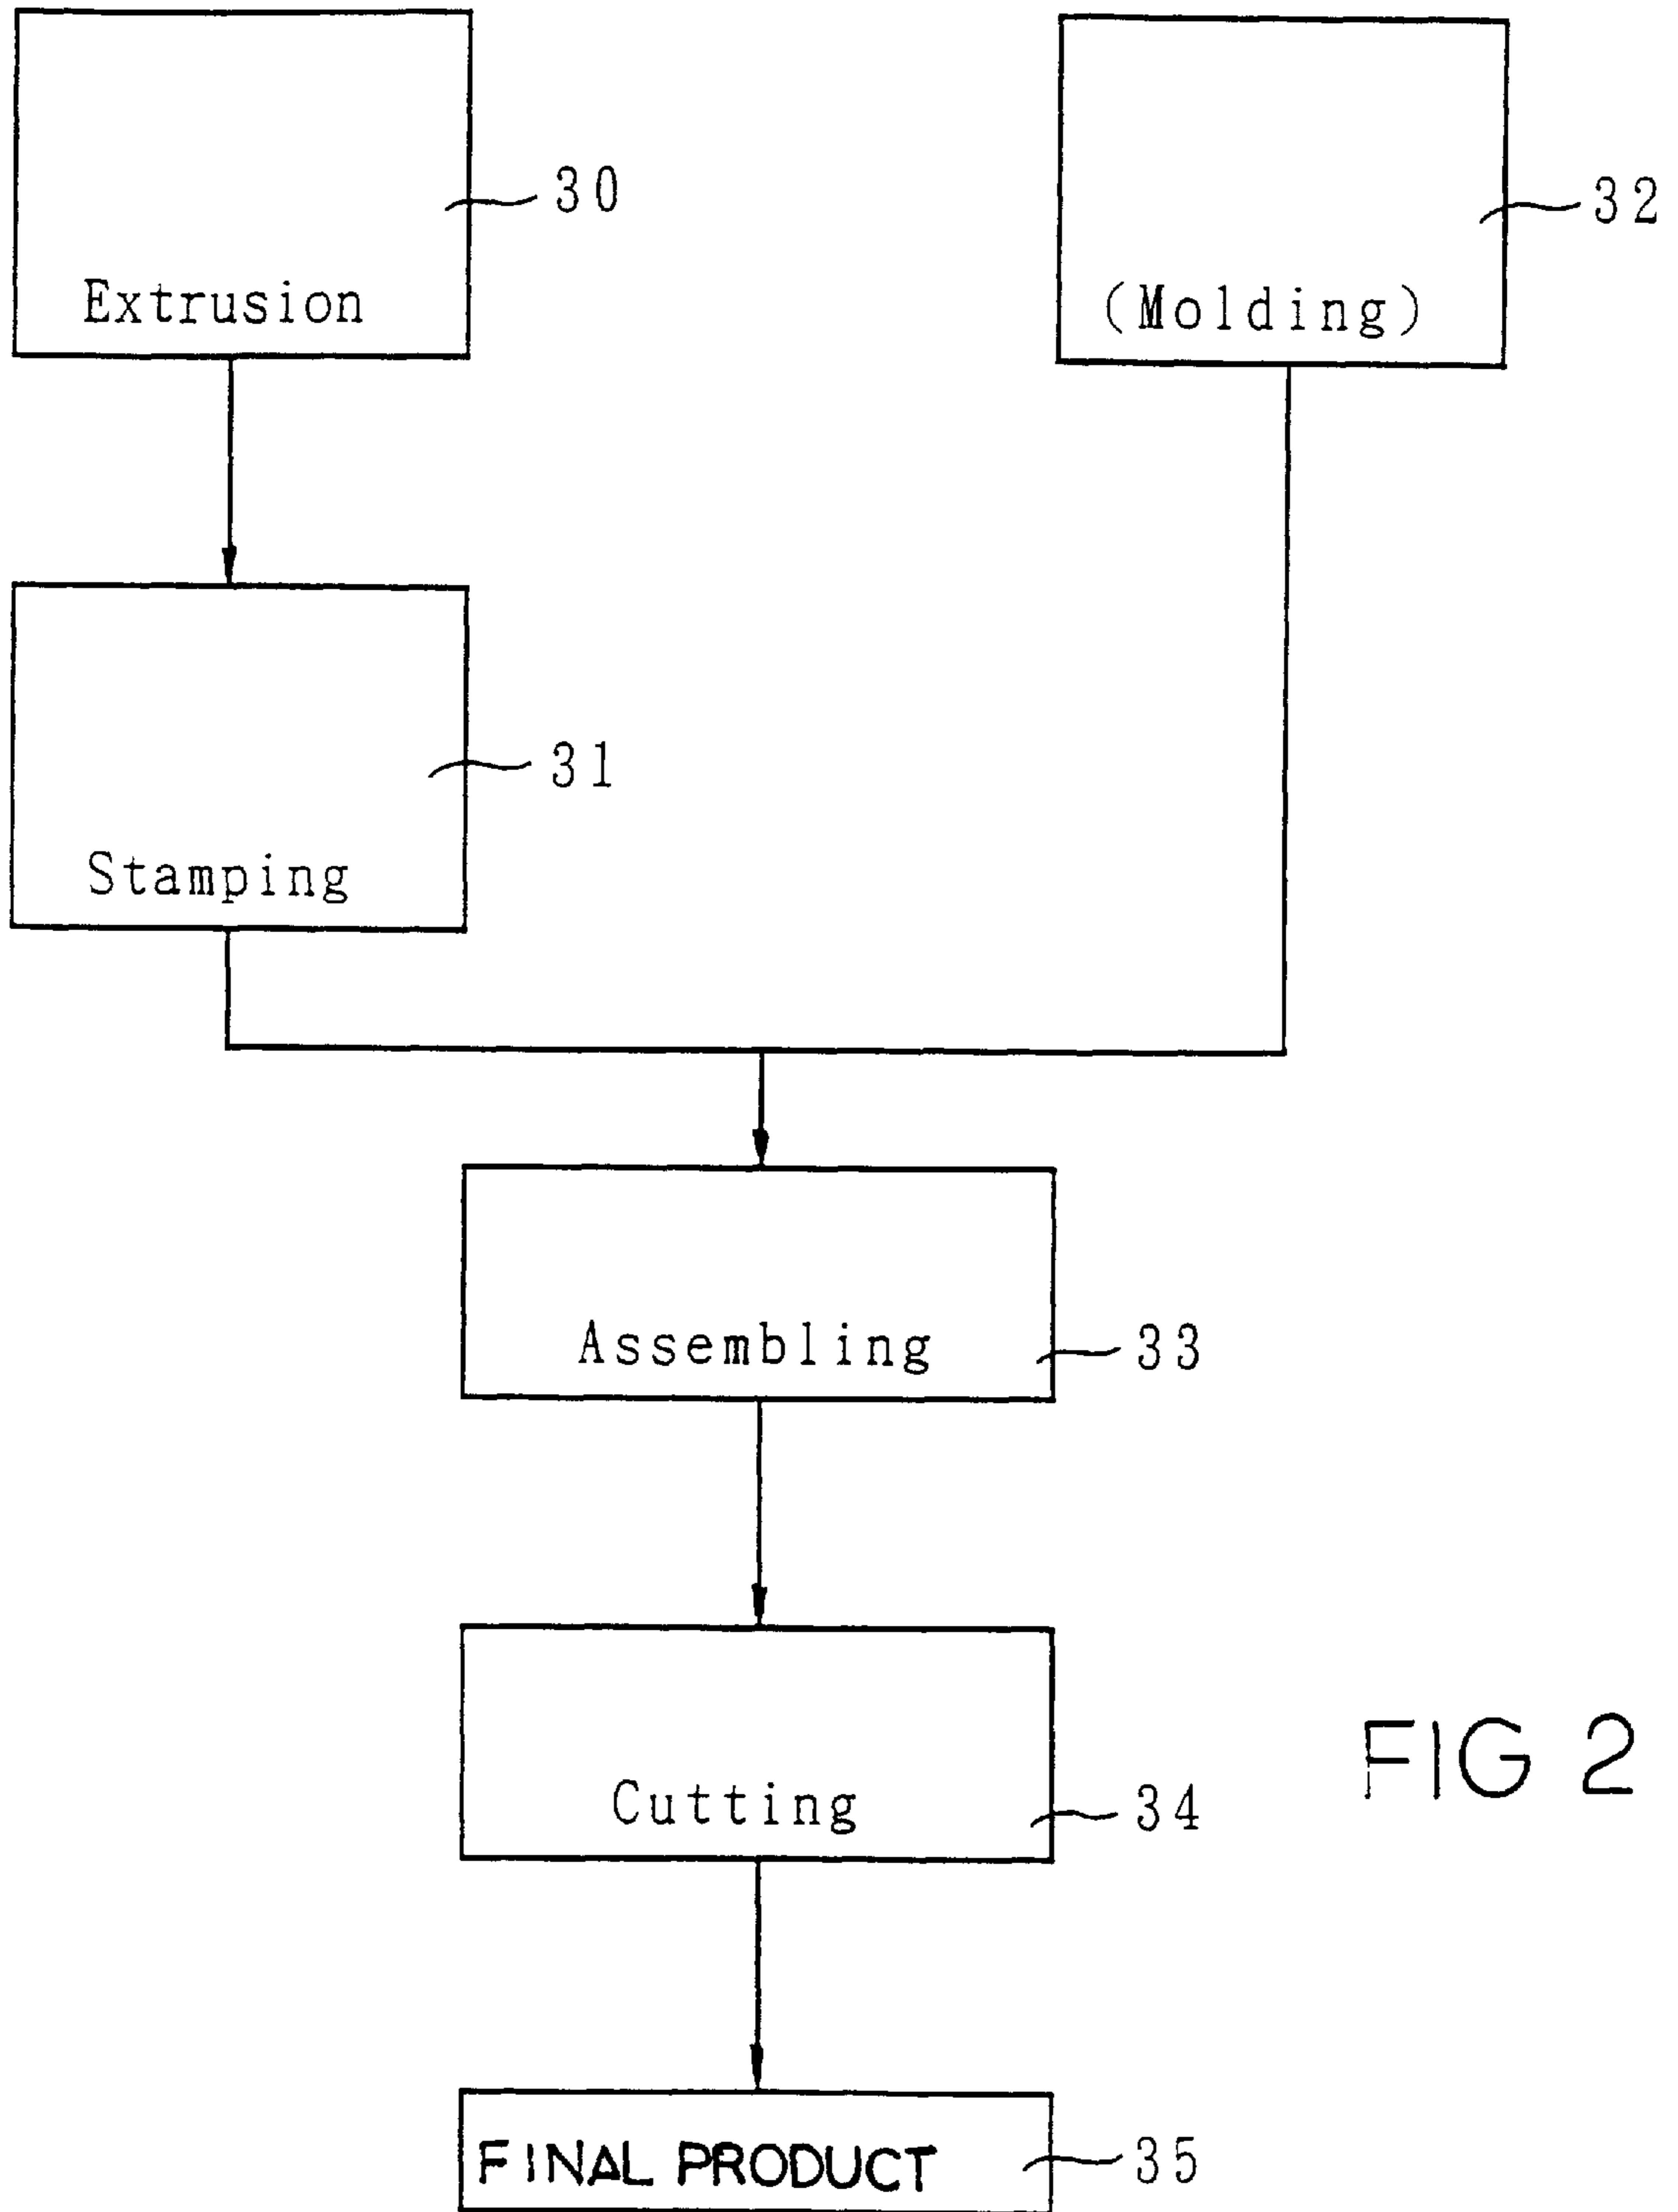 30
Extrusion
32
(Molding)
31
Stamping
Assembling
33
Cutting
34
FIG 2
FINAL PRODUCT
35